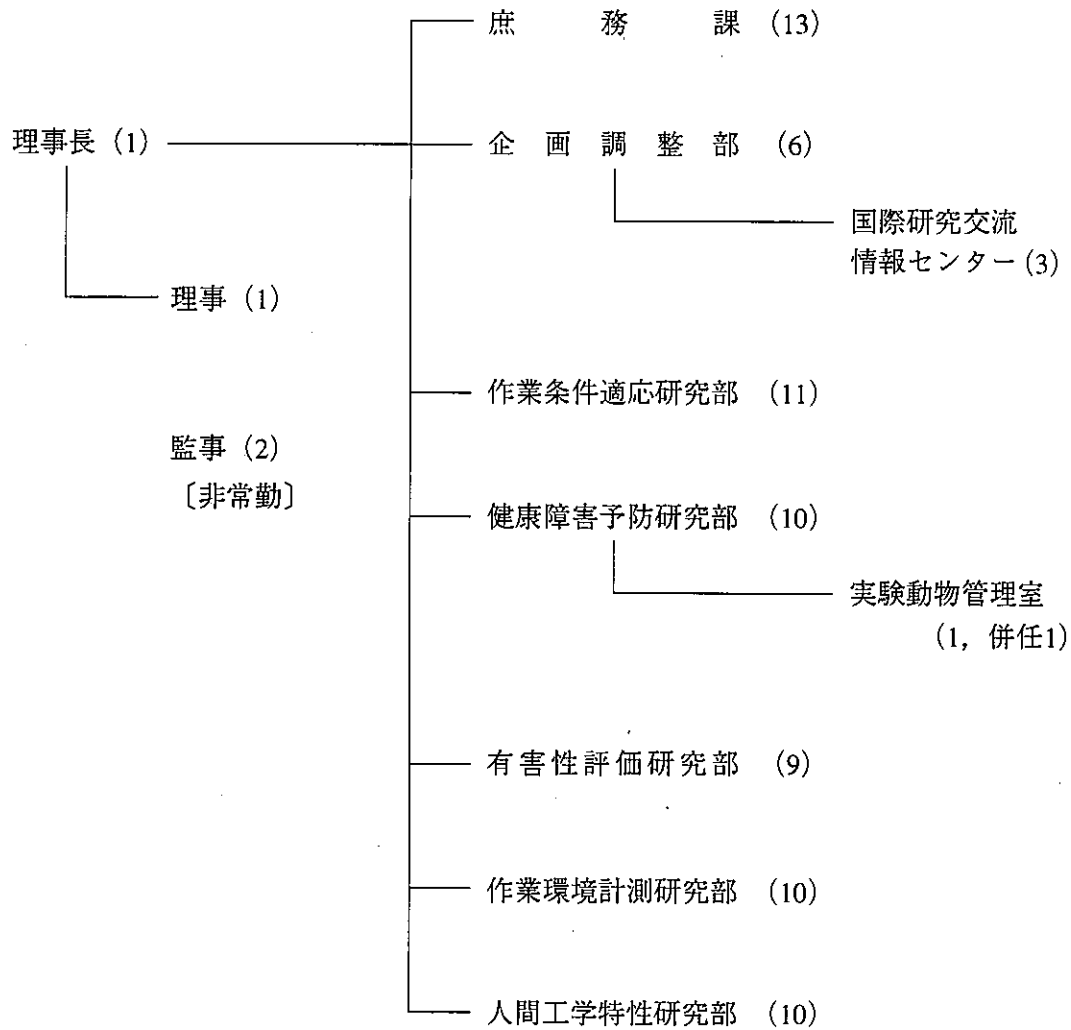 庶務課 (13)
理事長 (1)
企画調整部 (6)
国際研究交流
情報センター (3)
理事 (1)
作業条件適応研究部 (11)
監事 (2)
〔非常勤〕
健康障害予防研究部 (10)
実験動物管理室
(1, 併任1)
有害性評価研究部 (9)
作業環境計測研究部 (10)
人間工学特性研究部 (10)